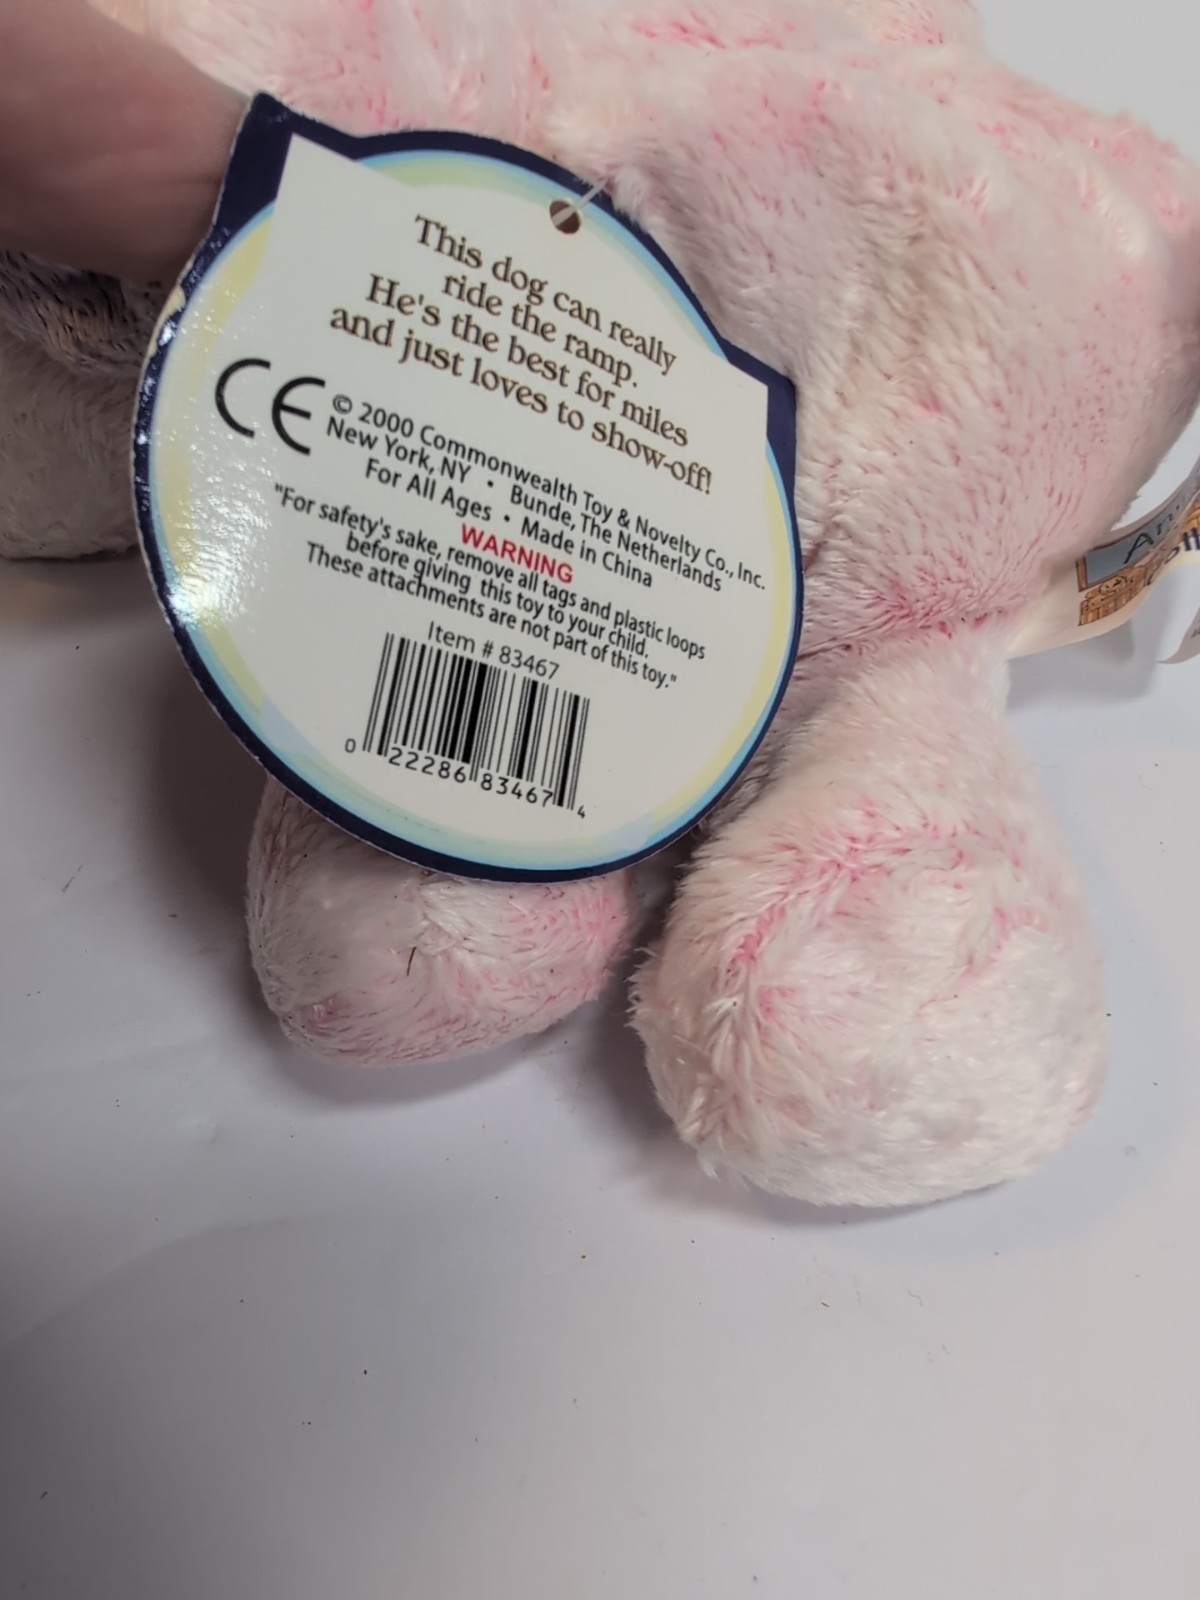 This dog can really
ride the ramp.
He's the best for miles
and just loves to show-off!
CE
© 2000 Commonwealth Toy & Novelty Co., Inc.
New York, NY • Bunde, The Netherlands
For All Ages • Made in China
WARNING
"For safety's sake, remove all tags and plastic loops
before giving this toy to your child.
These attachments are not part of this toy."
Item # 83467
0 22286 83467 4